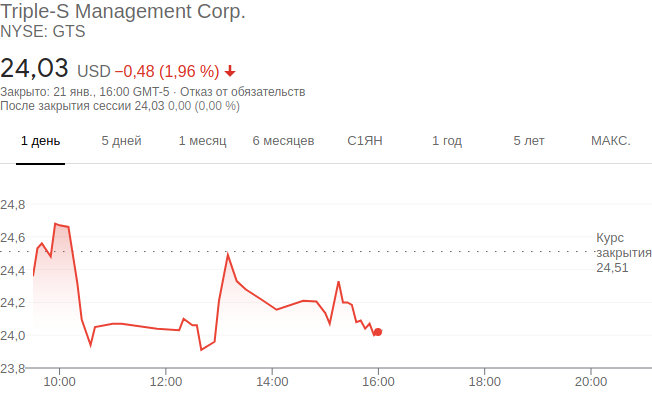 Triple-S Management Corp.
NYSE: GTS
24,03 USD −0,48 (1,96 %)
Закрыто: 21 янв., 16:00 GMT-5 · Отказ от обязательств
После закрытия сессии 24,03 0,00 (0,00 %)
1 день 5 дней 1 месяц 6 месяцев С1ЯН 1 год 5 лет МАКС.
24,8
24,6
Курс
закрытия
24,51
24,4
24,2
24,0
23,8
10:00 12:00 14:00 16:00 18:00 20:00